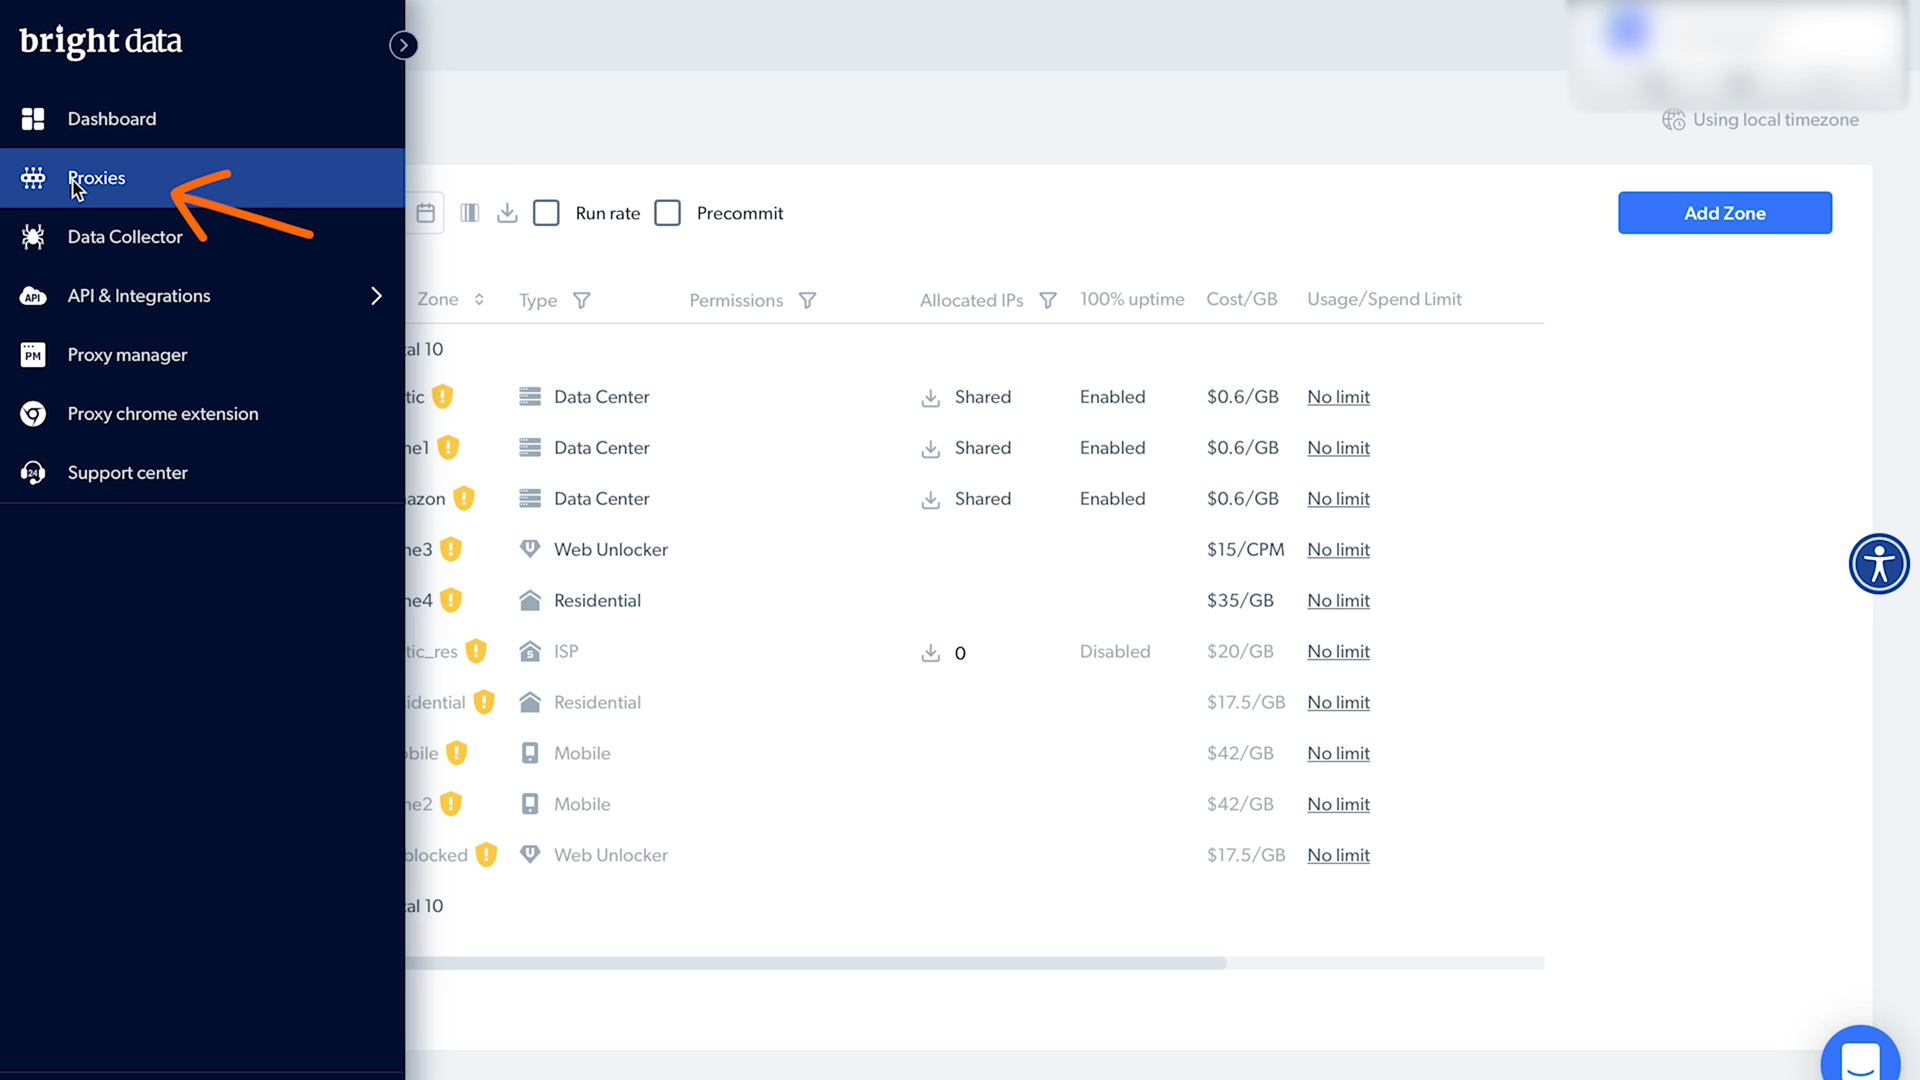 bright data
Dashboard
Proxies
Data Collector
API API & Integrations
PM Proxy manager
Proxy chrome extension
24 Support center
Using local timezone
Run rate Precommit Add Zone
Zone Type Permissions Allocated IPs 100% uptime Cost/GB Usage/Spend Limit
al 10
tic Data Center Shared Enabled $0.6/GB No limit
ne1 Data Center Shared Enabled $0.6/GB No limit
azon Data Center Shared Enabled $0.6/GB No limit
ne3 Web Unlocker $15/CPM No limit
ne4 Residential $35/GB No limit
tic_res ISP 0 Disabled $20/GB No limit
idential Residential $17.5/GB No limit
bile Mobile $42/GB No limit
ne2 Mobile $42/GB No limit
blocked Web Unlocker $17.5/GB No limit
al 10